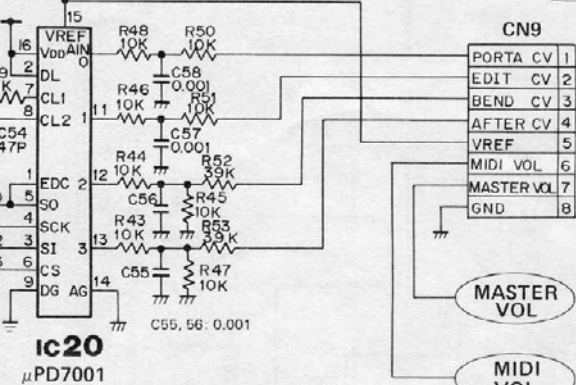 15
CN9
VREF
R48
R50
16
VDD
AIN
10K
10K
PORTA CV
1
0
2
DL
C58
0.001
EDIT CV
2
7
CL1
R46
R51
10K
10K
BEND CV
3
8
CL2
1
11
AFTER CV
4
C54
47P
C57
0.001
VREF
5
R44
R52
MIDI VOL
6
10K
39K
1
EDC
2
12
MASTER VOL
7
5
SO
C56
R45
10K
GND
8
4
SCK
R43
R53
10K
39K
3
SI
3
13
6
CS
C55
R47
10K
9
DG
AG
14
MASTER
VOL
C55, 56: 0.001
IC20
μPD7001
MIDI